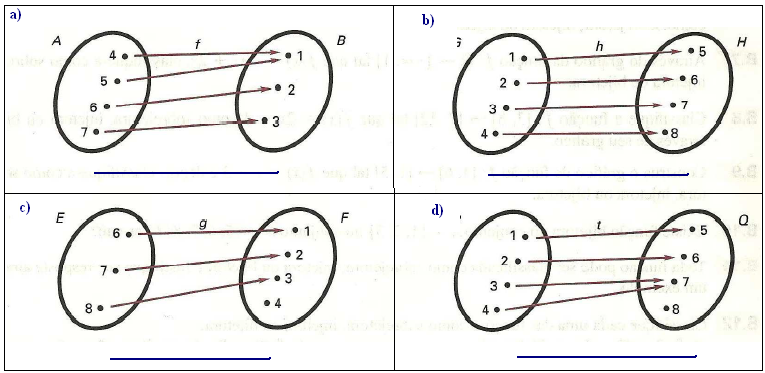 a)
A f B
4 1
5
6 2
7 3
b)
h H
1 5
2 6
3 7
4 8
c)
E g F
6 1
7 2
8 3
4
d)
t Q
1 5
2 6
3 7
4 8